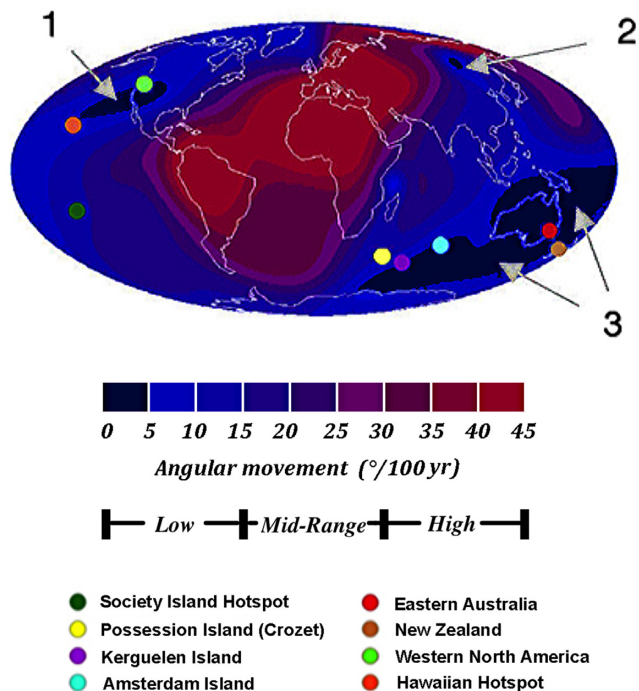 1
2
3
0 5 10 15 20 25 30 35 40 45
Angular movement (°/100 yr)
Low Mid-Range High
Society Island Hotspot
Possession Island (Crozet)
Kerguelen Island
Amsterdam Island
Eastern Australia
New Zealand
Western North America
Hawaiian Hotspot